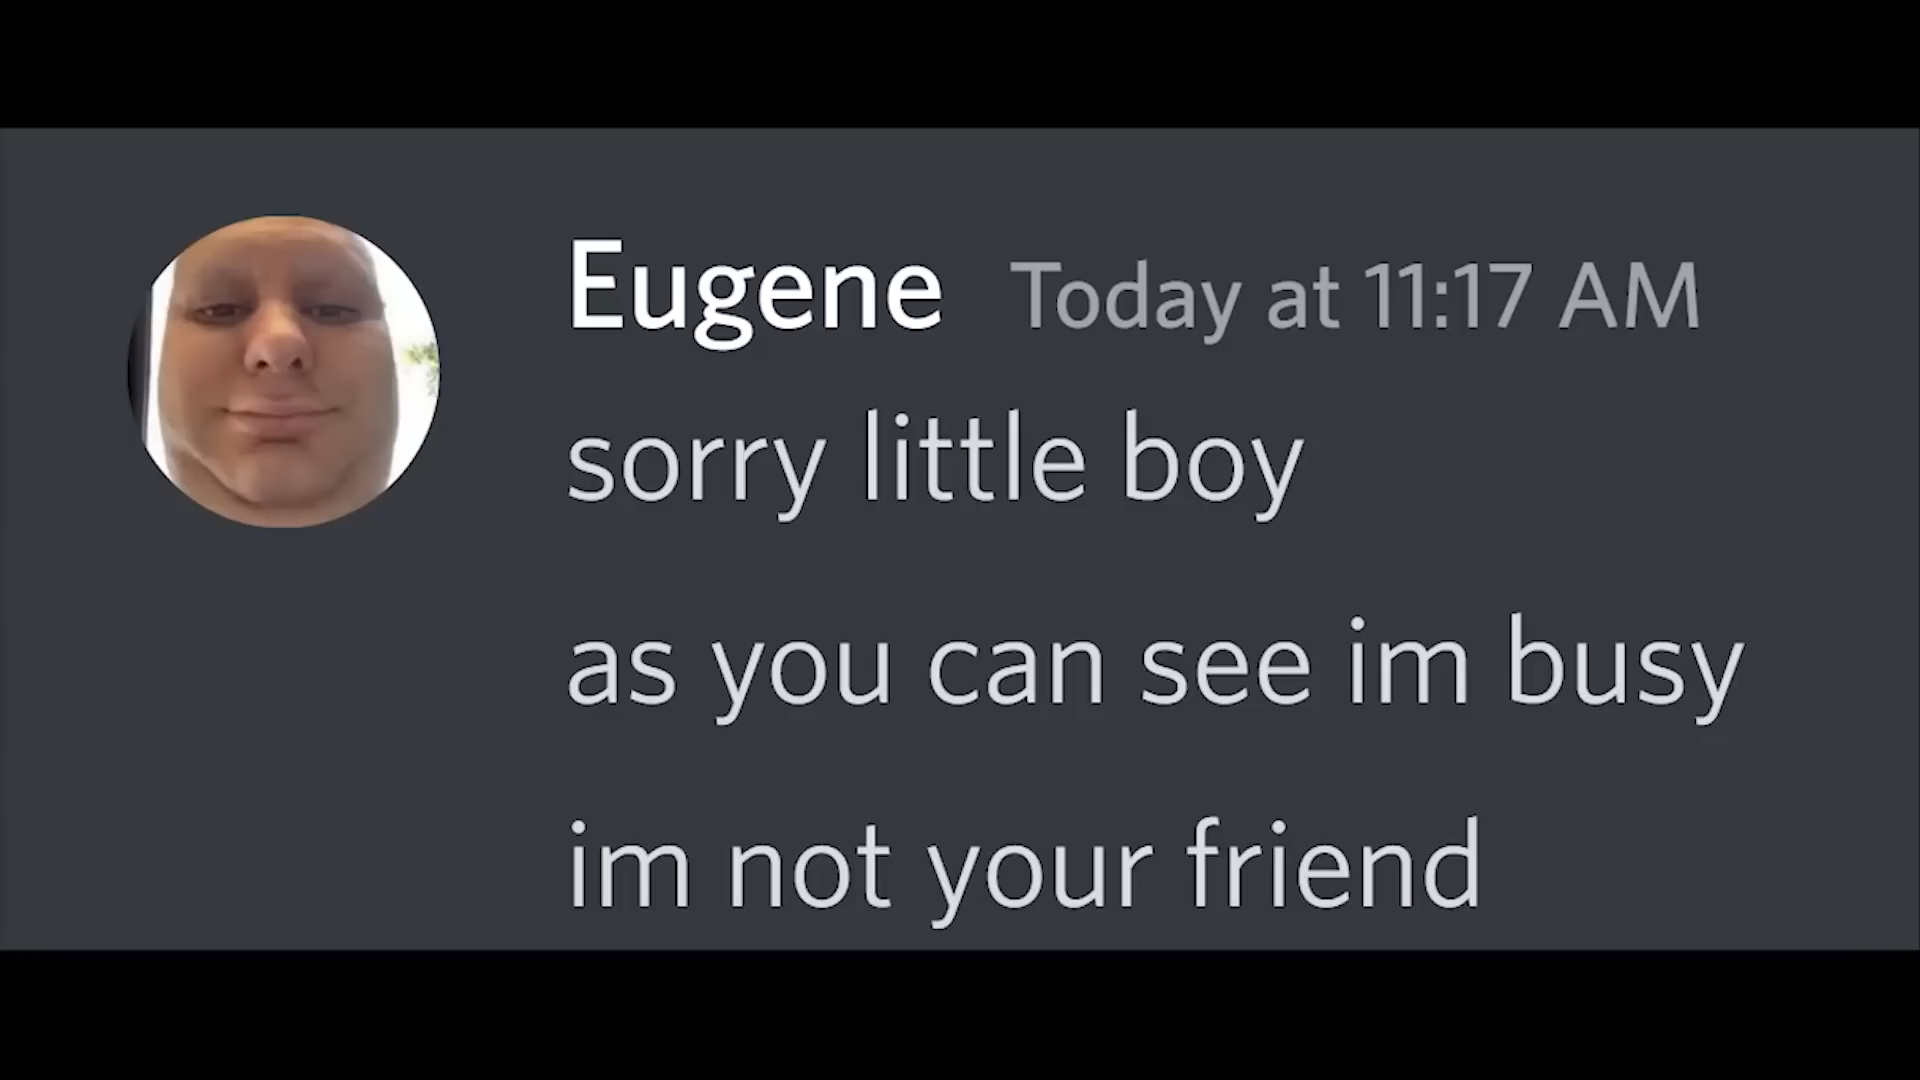 Eugene Today at 11:17 AM
sorry little boy
as you can see im busy
im not your friend